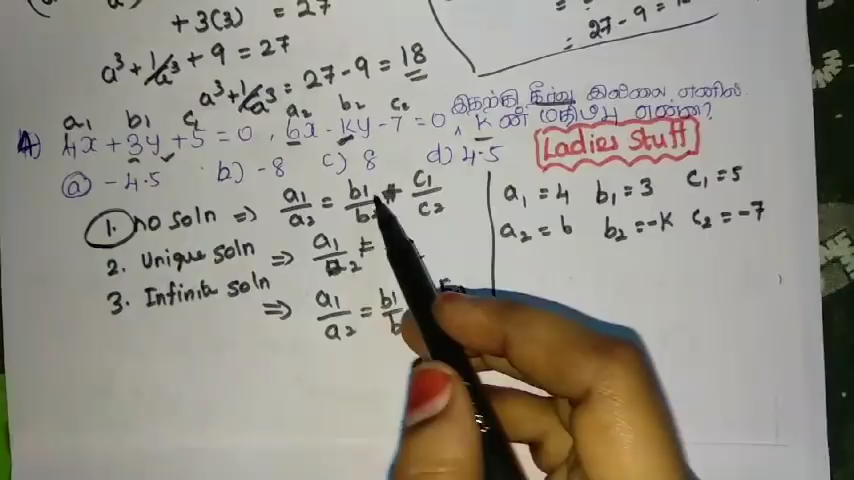 + 3(3) = 27
a³ + 1/a³ + 9 = 27
a³ + 1/a³ = 27 - 9 = 18
= 27 - 9 =
a₁ b₁ c₁ a₂ b₂ c₂
4x + 3y + 5 = 0 , 6x - ky - 7 = 0 இதற்கு தீர்வு இல்லை எனில்
k ன் மதிப்பு என்ன?
a) -4.5 b) -8 c) 8 d) 4.5
Ladies Stuff
1. no soln ⇒ a₁/a₂ = b₁/b₂ ≠ c₁/c₂
a₁ = 4 b₁ = 3 c₁ = 5
a₂ = 6 b₂ = -k c₂ = -7
2. Unique soln ⇒ a₁/a₂ ≠
3. Infinite soln
⇒ a₁/a₂ = b₁/b